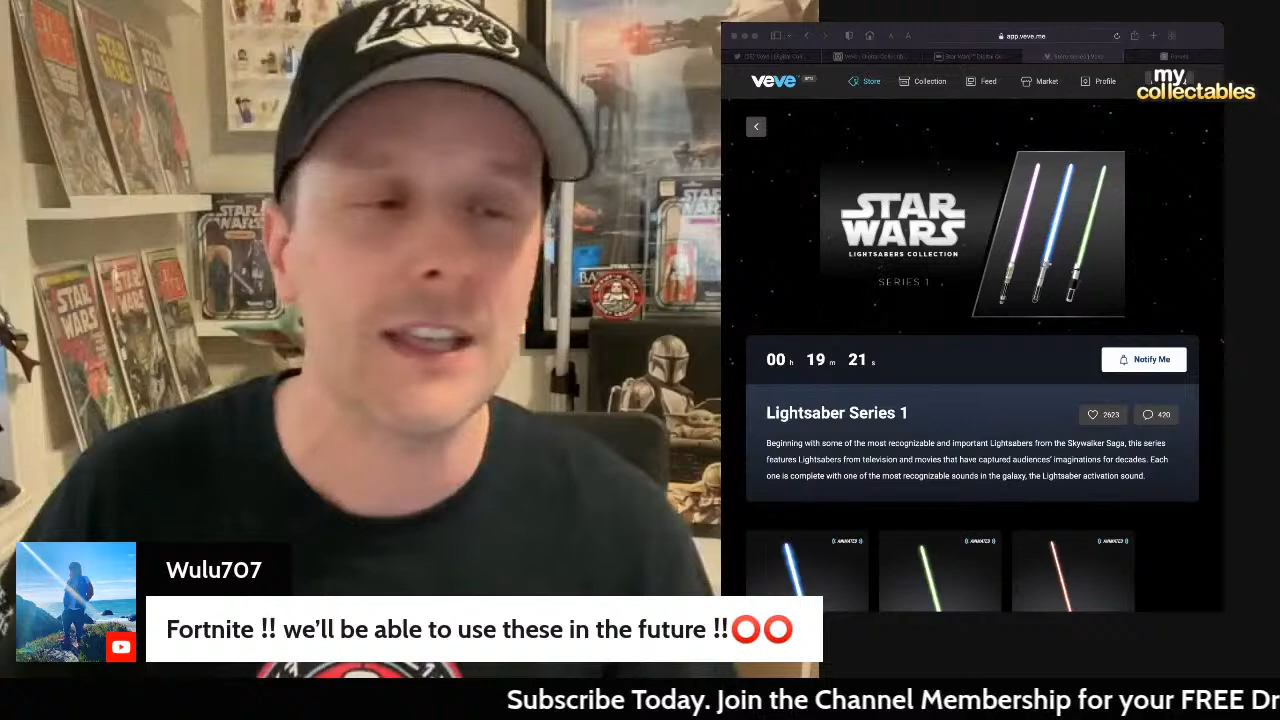 LAKERS
STAR
WARS
STAR
WARS
STAR
WARS
app.veve.me
veve
Store
Collection
Feed
Market
Profile
my
collectables
STAR
WARS
LIGHTSABERS COLLECTION
SERIES 1
00 h 19 m 21 s
Notify Me
Lightsaber Series 1
2623
420
Beginning with some of the most recognizable and important Lightsabers from the Skywalker Saga, this series
features Lightsabers from television and movies that have captured audiences' imaginations for decades. Each
one is complete with one of the most recognizable sounds in the galaxy, the Lightsaber activation sound.
ANIMATED
ANIMATED
ANIMATED
Wulu707
Fortnite !! we'll be able to use these in the future !!⭕⭕
Subscribe Today. Join the Channel Membership for your FREE Dr